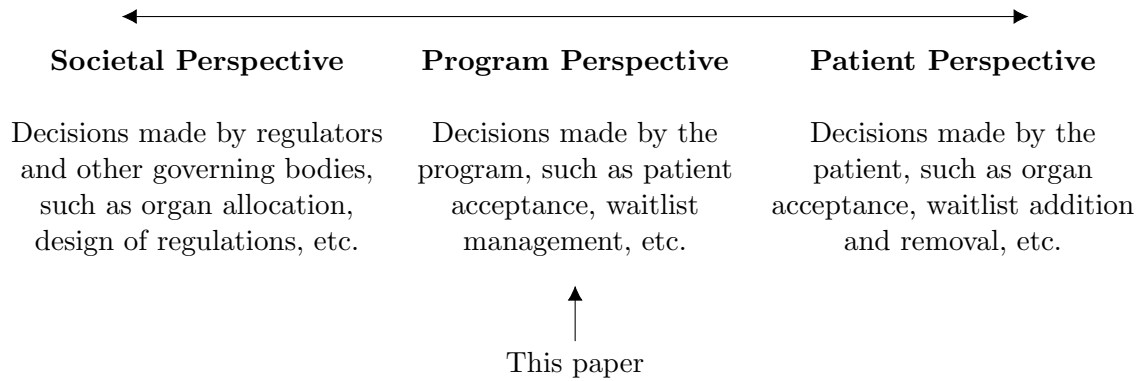 Societal Perspective
Decisions made by regulators
and other governing bodies,
such as organ allocation,
design of regulations, etc.
Program Perspective
Decisions made by the
program, such as patient
acceptance, waitlist
management, etc.
Patient Perspective
Decisions made by the
patient, such as organ
acceptance, waitlist addition
and removal, etc.
This paper